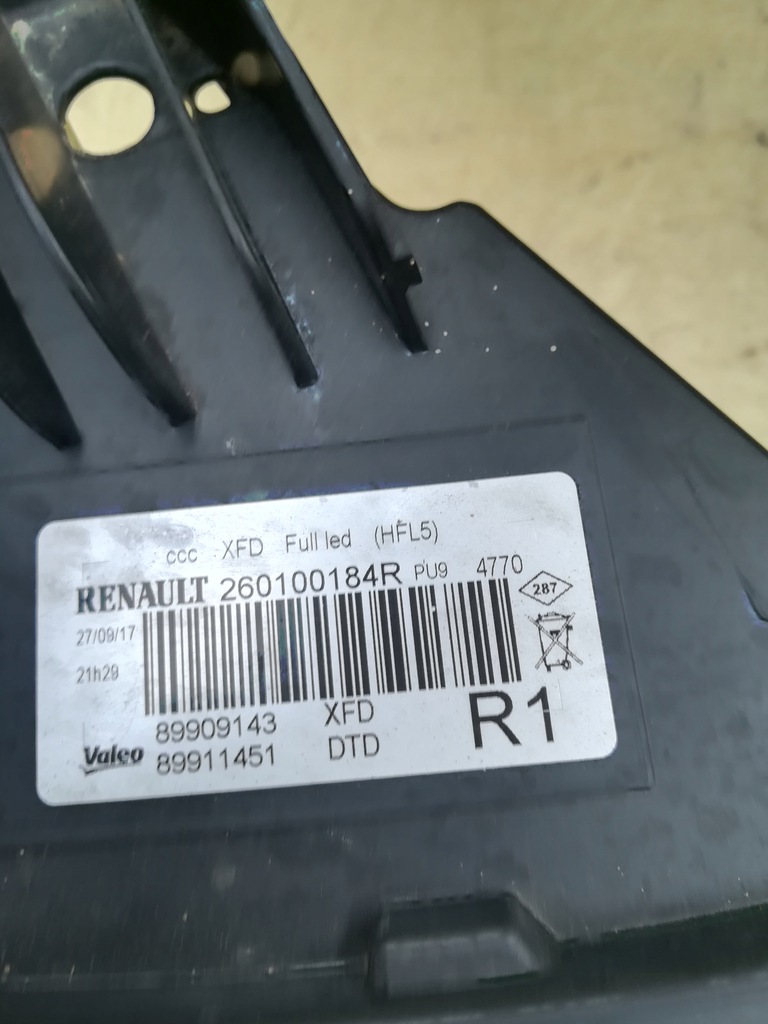 ccc XFD Full led (HFL5)
RENAULT 260100184R PU9 4770
287
27/09/17
21h29
89909143 XFD
Valeo 89911451 DTD
R1